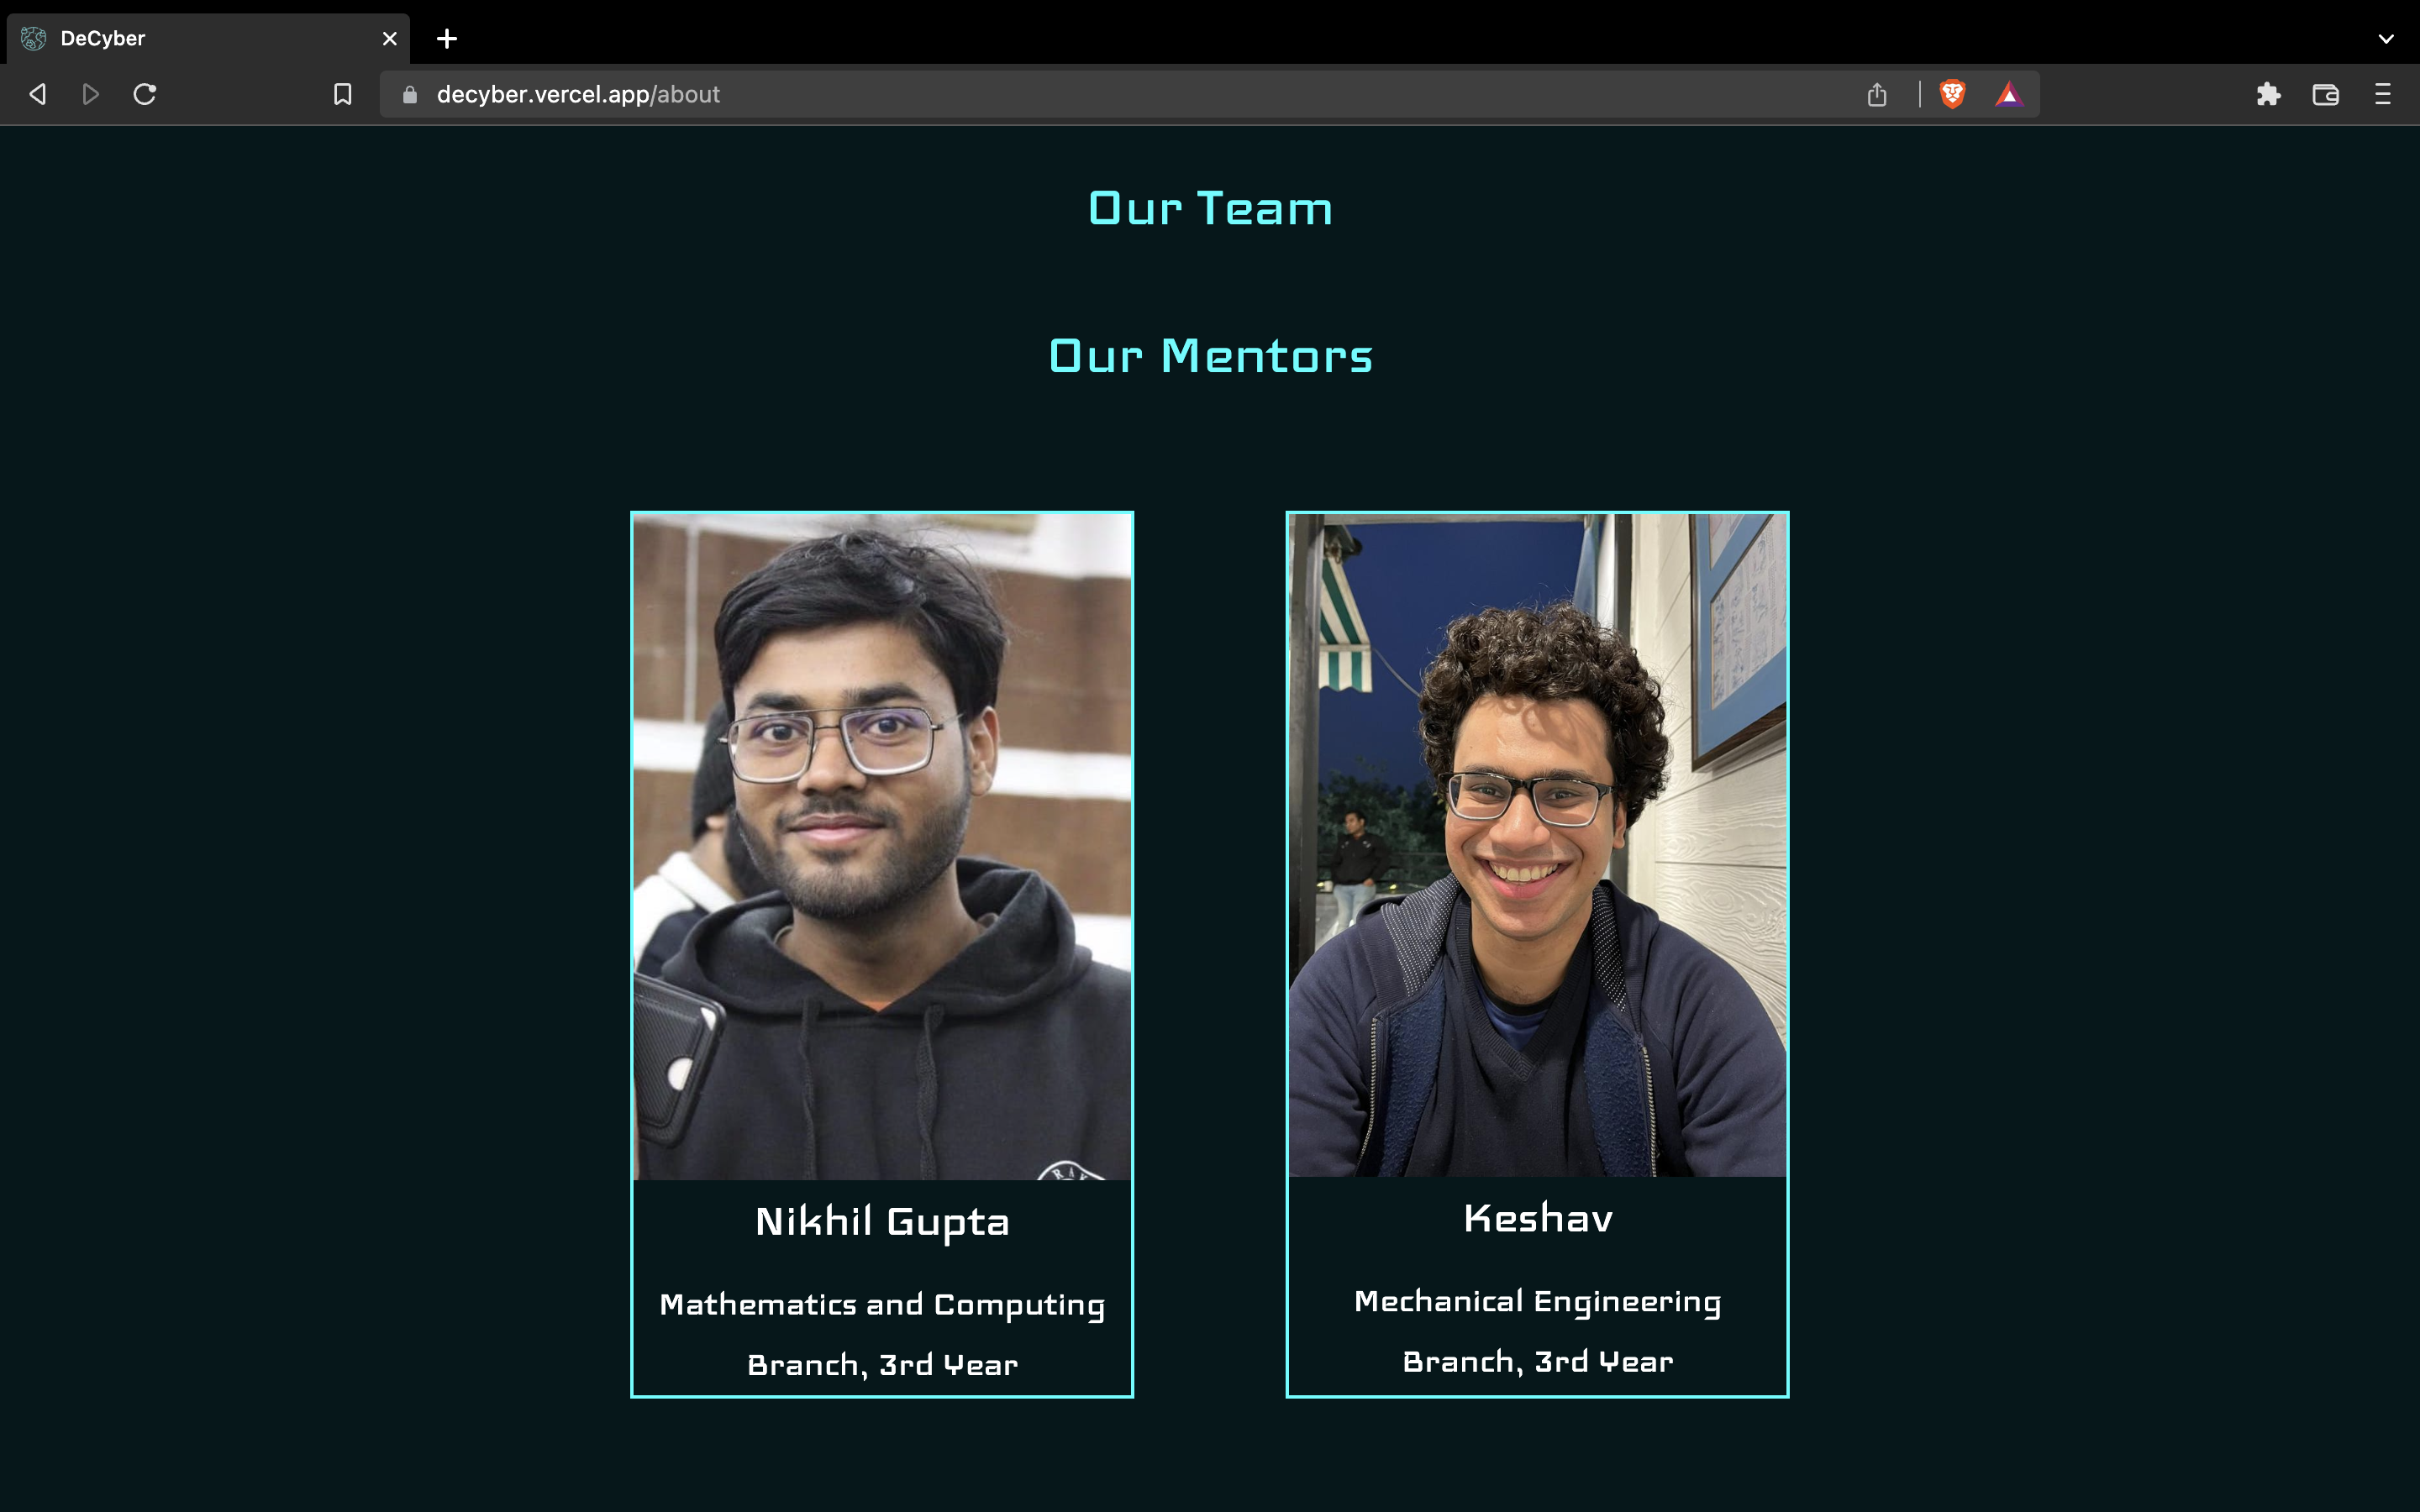 DeCyber
decyber.vercel.app/about
Our Team
Our Mentors
Nikhil Gupta
Mathematics and Computing
Branch, 3rd Year
Keshav
Mechanical Engineering
Branch, 3rd Year